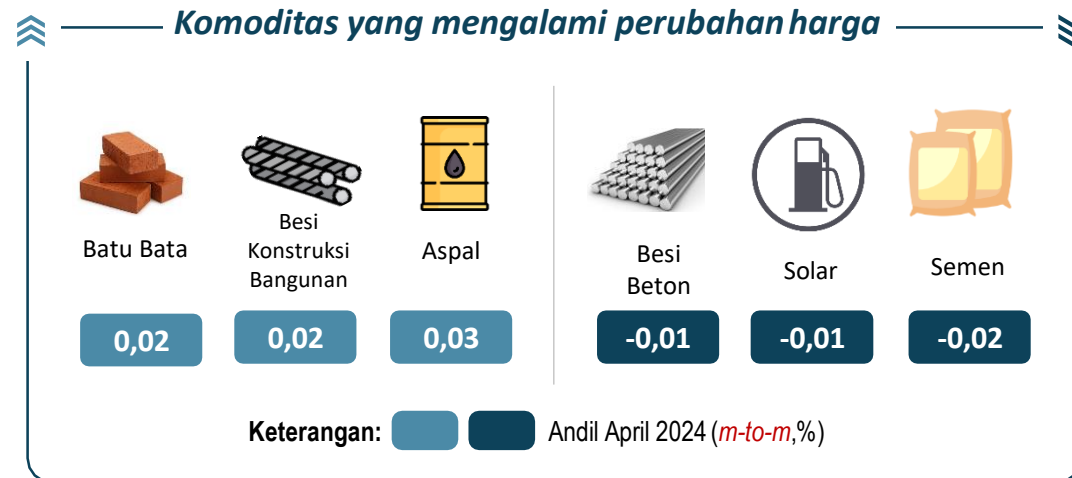 Komoditas yang mengalami perubahan harga
Batu Bata
0,02
Besi
Konstruksi
Bangunan
0,02
Aspal
0,03
Besi
Beton
-0,01
Solar
-0,01
Semen
-0,02
Keterangan: Andil April 2024 (m-to-m,%)